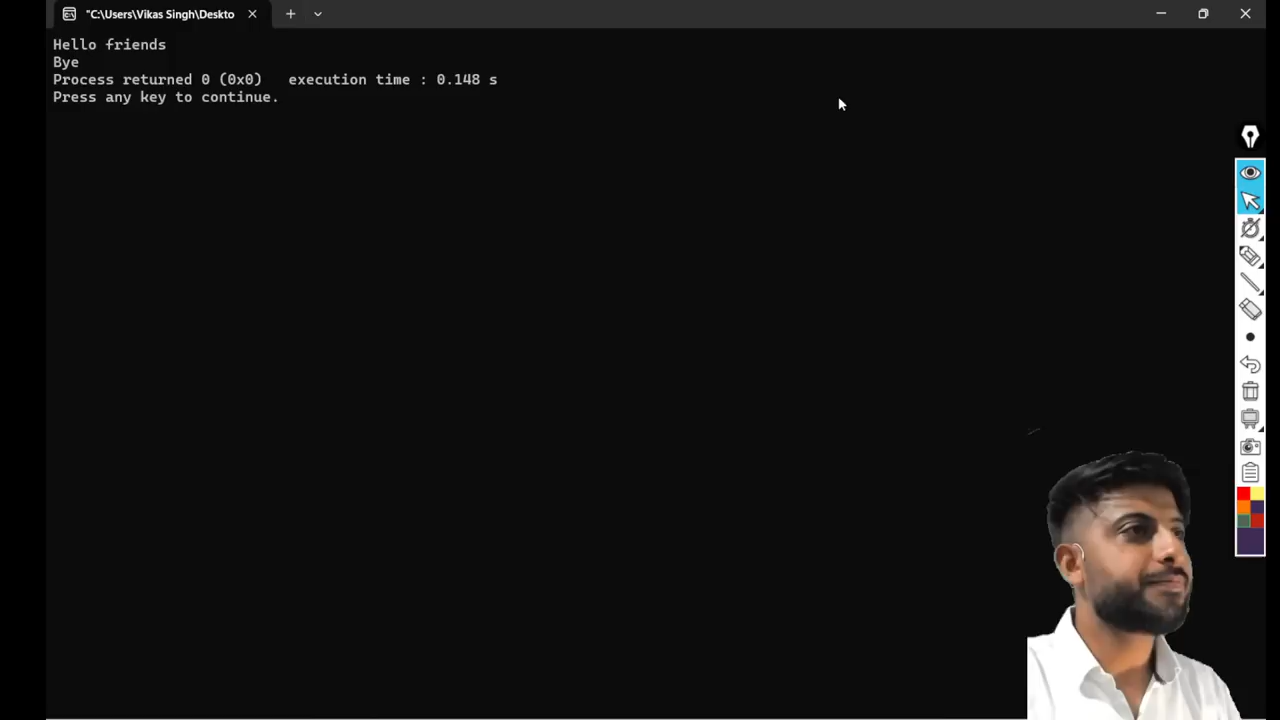 "C:\Users\Vikas Singh\Deskto
Hello friends
Bye
Process returned 0 (0x0)   execution time : 0.148 s
Press any key to continue.